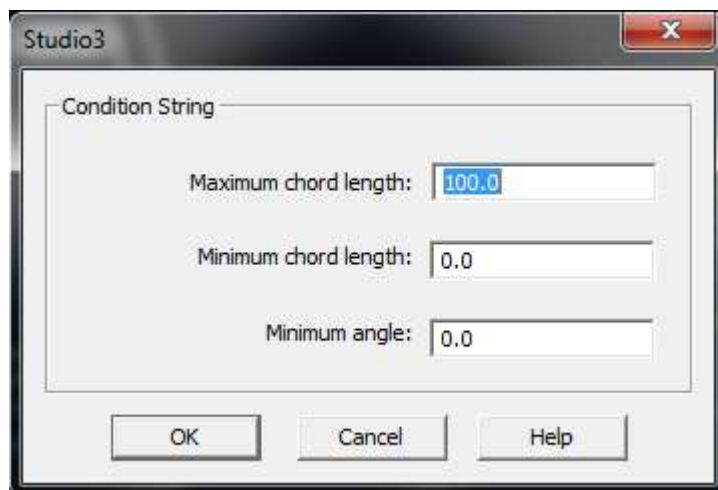 Studio3
Condition String
Maximum chord length: 100.0
Minimum chord length: 0.0
Minimum angle: 0.0
OK Cancel Help